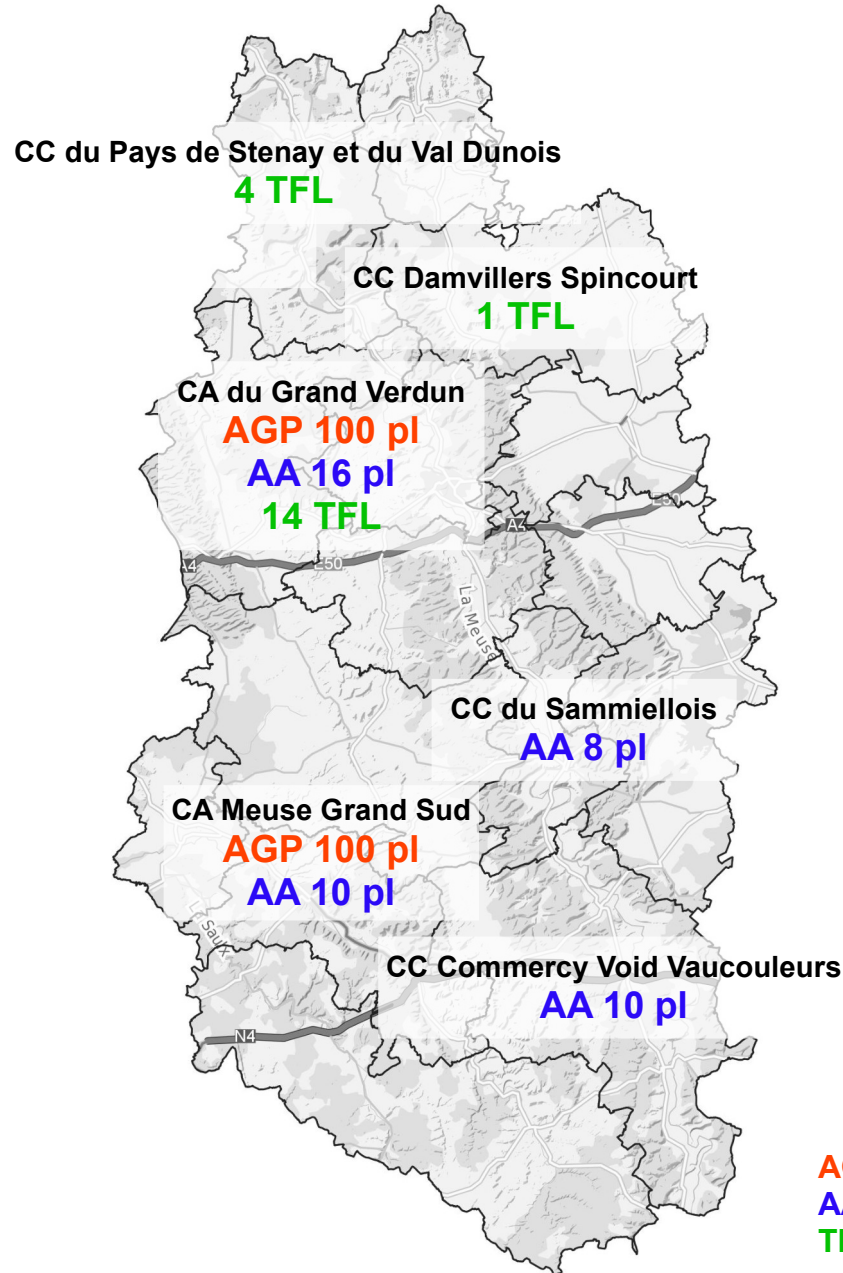 CC du Pays de Stenay et du Val Dunois
4 TFL
CC Damvillers Spincourt
1 TFL
CA du Grand Verdun
AGP 100 pl
AA 16 pl
14 TFL
E50
A4
A4
E50
La Meuse
CC du Sammiellois
AA 8 pl
CA Meuse Grand Sud
AGP 100 pl
AA 10 pl
La Saulx
CC Commercy Void Vaucouleurs
AA 10 pl
N4